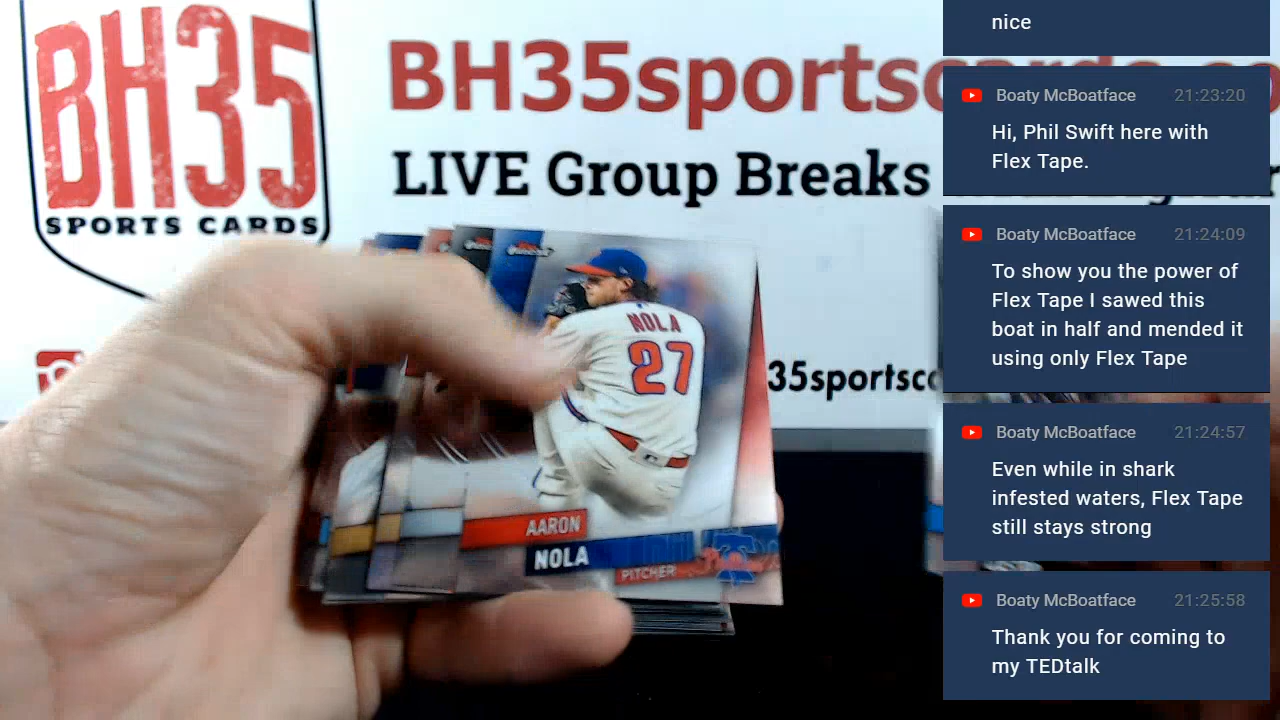 BH35
SPORTS CARDS
BH35sportsc
LIVE Group Breaks
35sportsc
NOLA
27
AARON
NOLA
PITCHER
nice
Boaty McBoatface 21:23:20
Hi, Phil Swift here with
Flex Tape.
Boaty McBoatface 21:24:09
To show you the power of
Flex Tape I sawed this
boat in half and mended it
using only Flex Tape
Boaty McBoatface 21:24:57
Even while in shark
infested waters, Flex Tape
still stays strong
Boaty McBoatface 21:25:58
Thank you for coming to
my TEDtalk